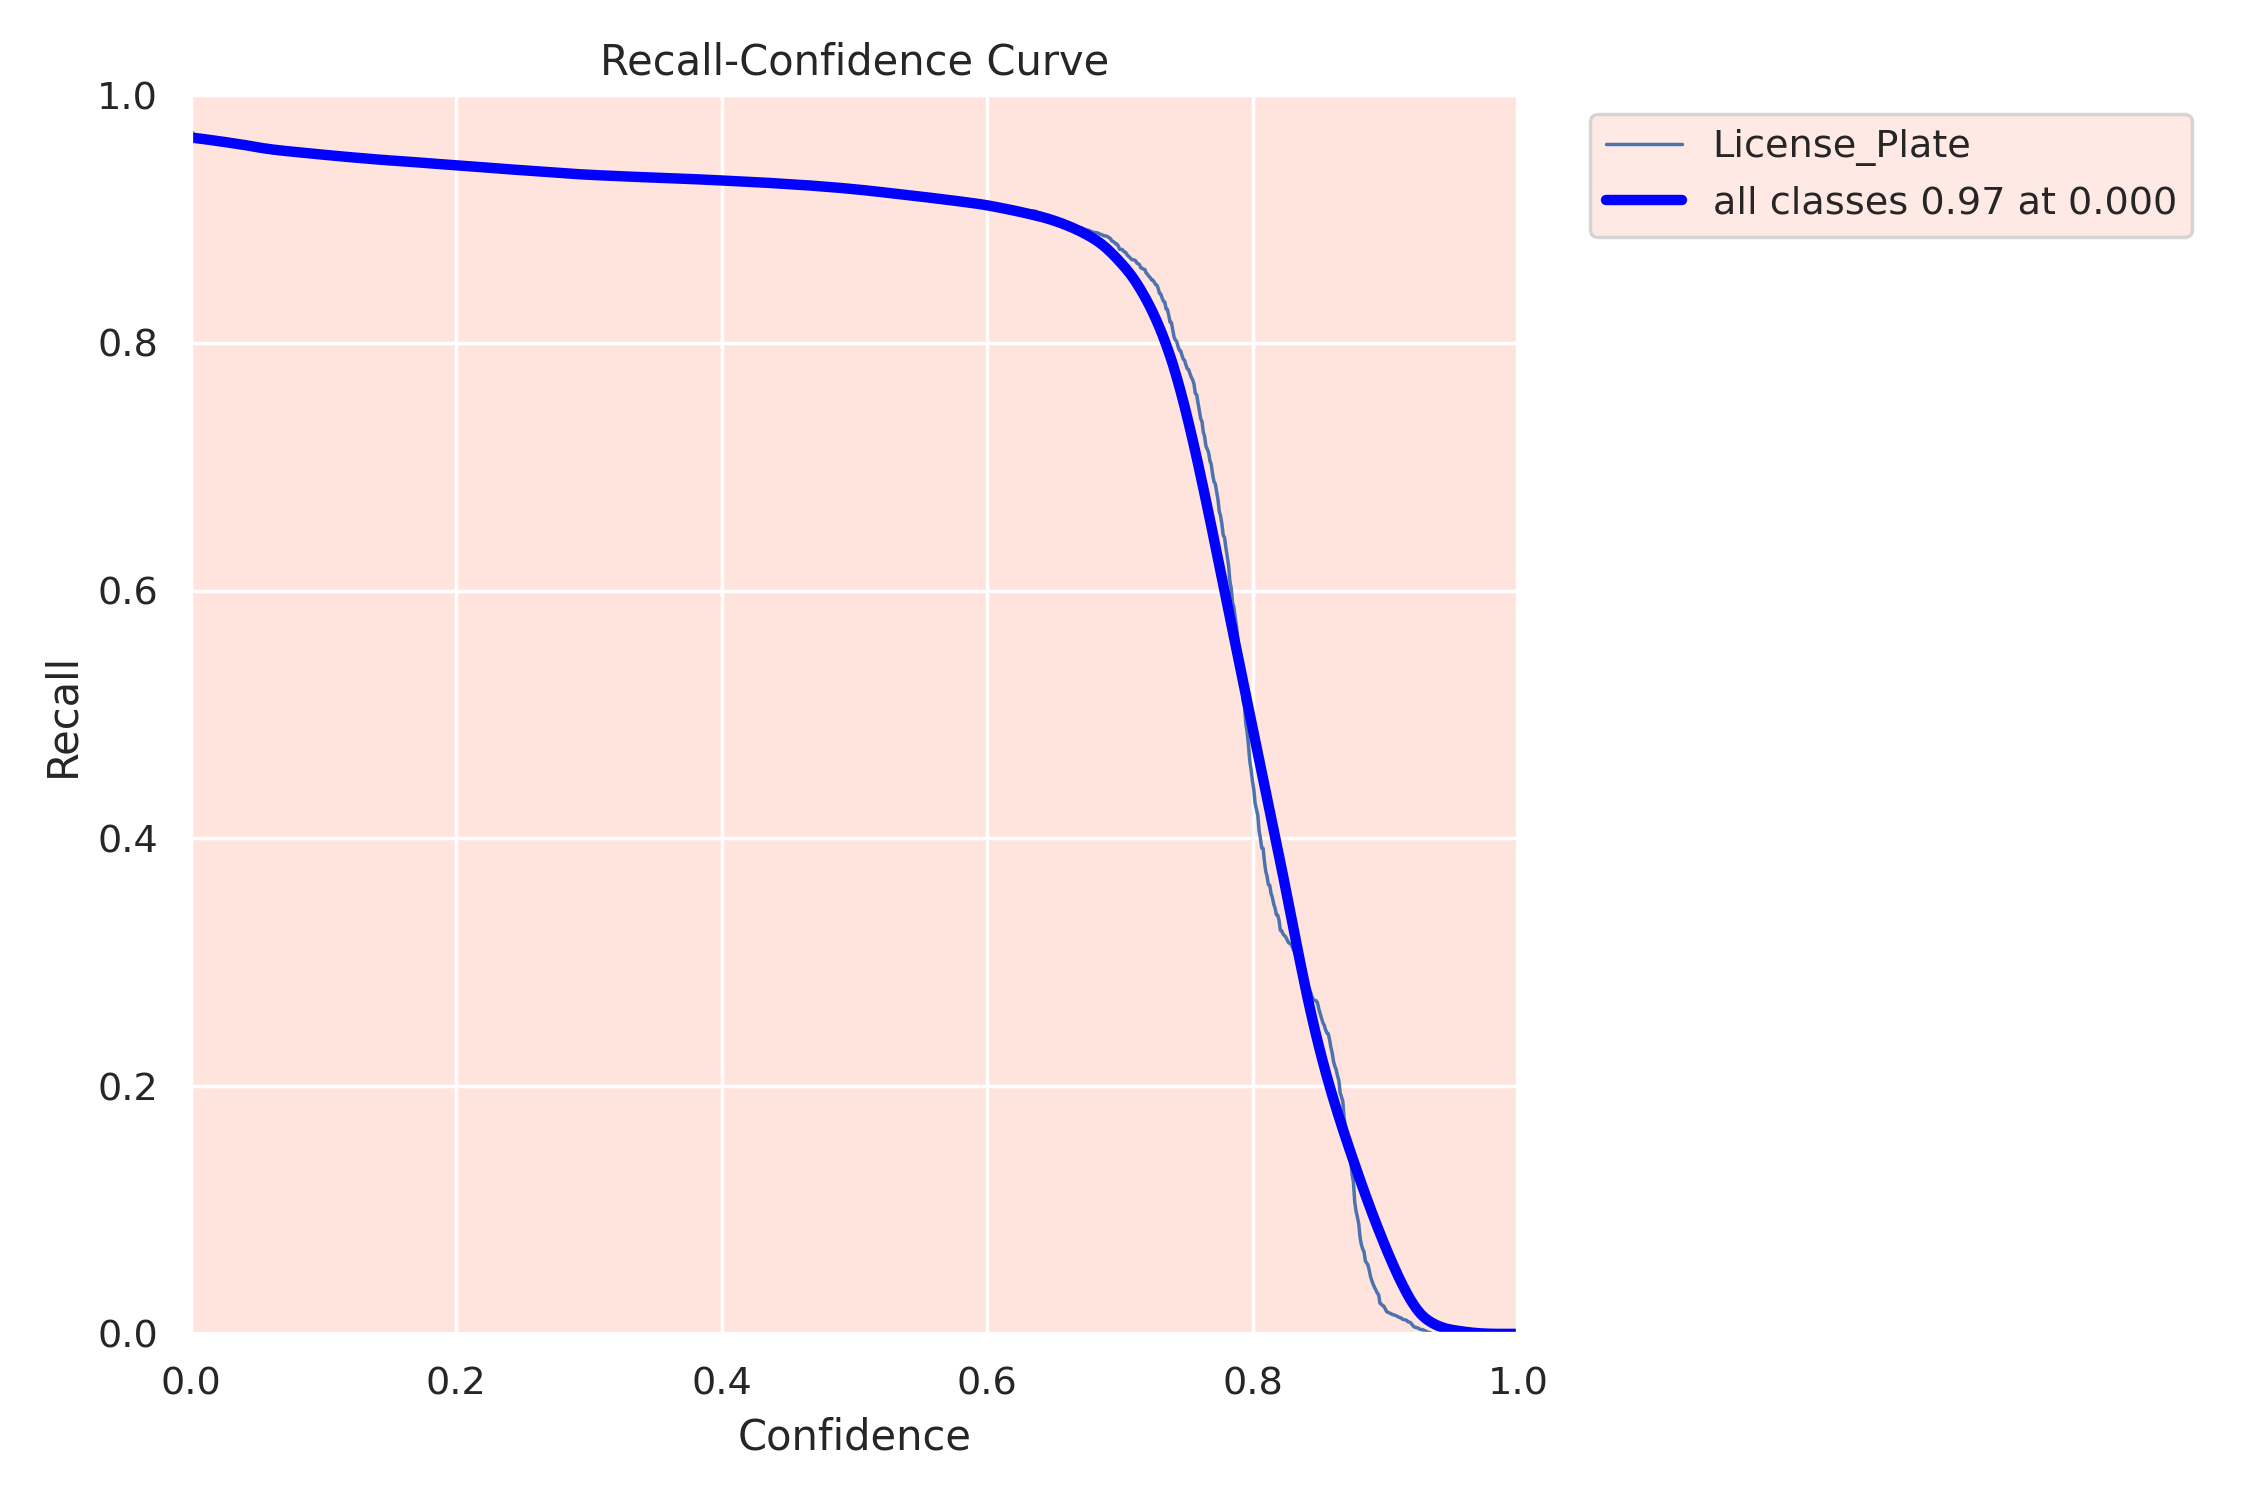 Recall-Confidence Curve
License_Plate
all classes 0.97 at 0.000
1.0
0.8
0.6
0.4
0.2
0.0
Recall
0.0 0.2 0.4 0.6 0.8 1.0
Confidence